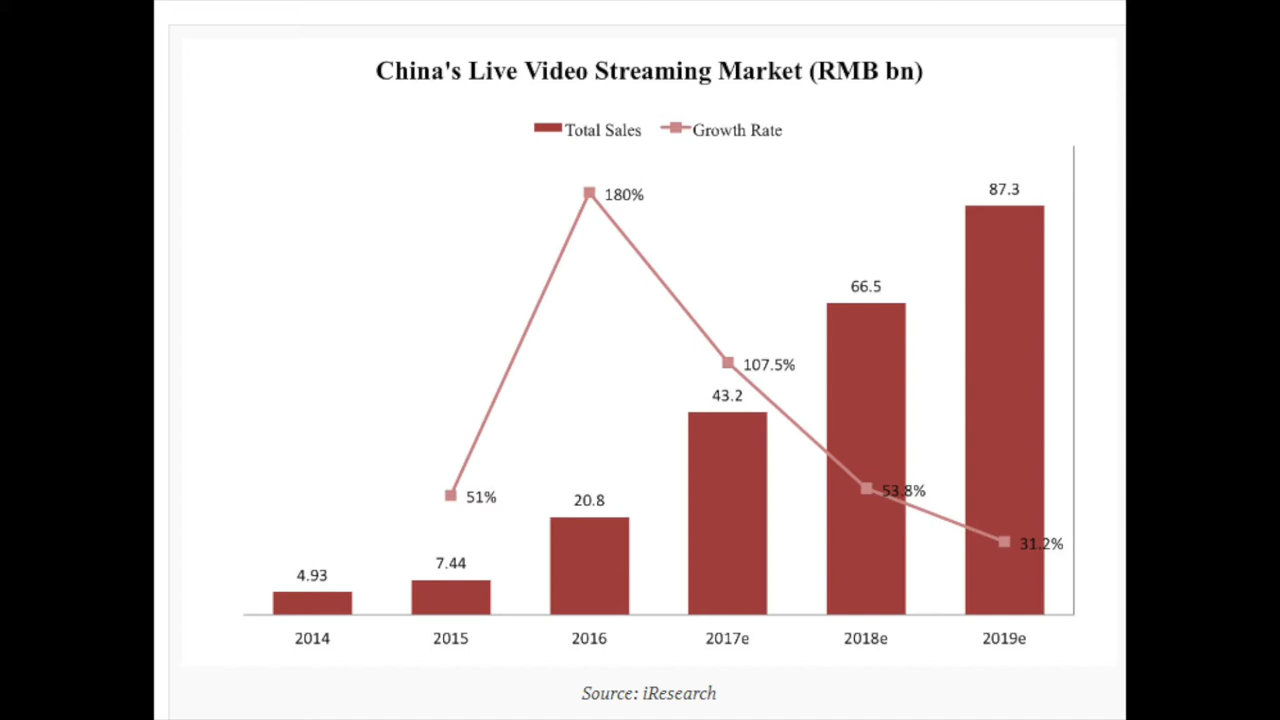 China's Live Video Streaming Market (RMB bn)
Total Sales Growth Rate
87.3
180%
66.5
107.5%
43.2
53.8%
51%
20.8
31.2%
7.44
4.93
2014 2015 2016 2017e 2018e 2019e
Source: iResearch